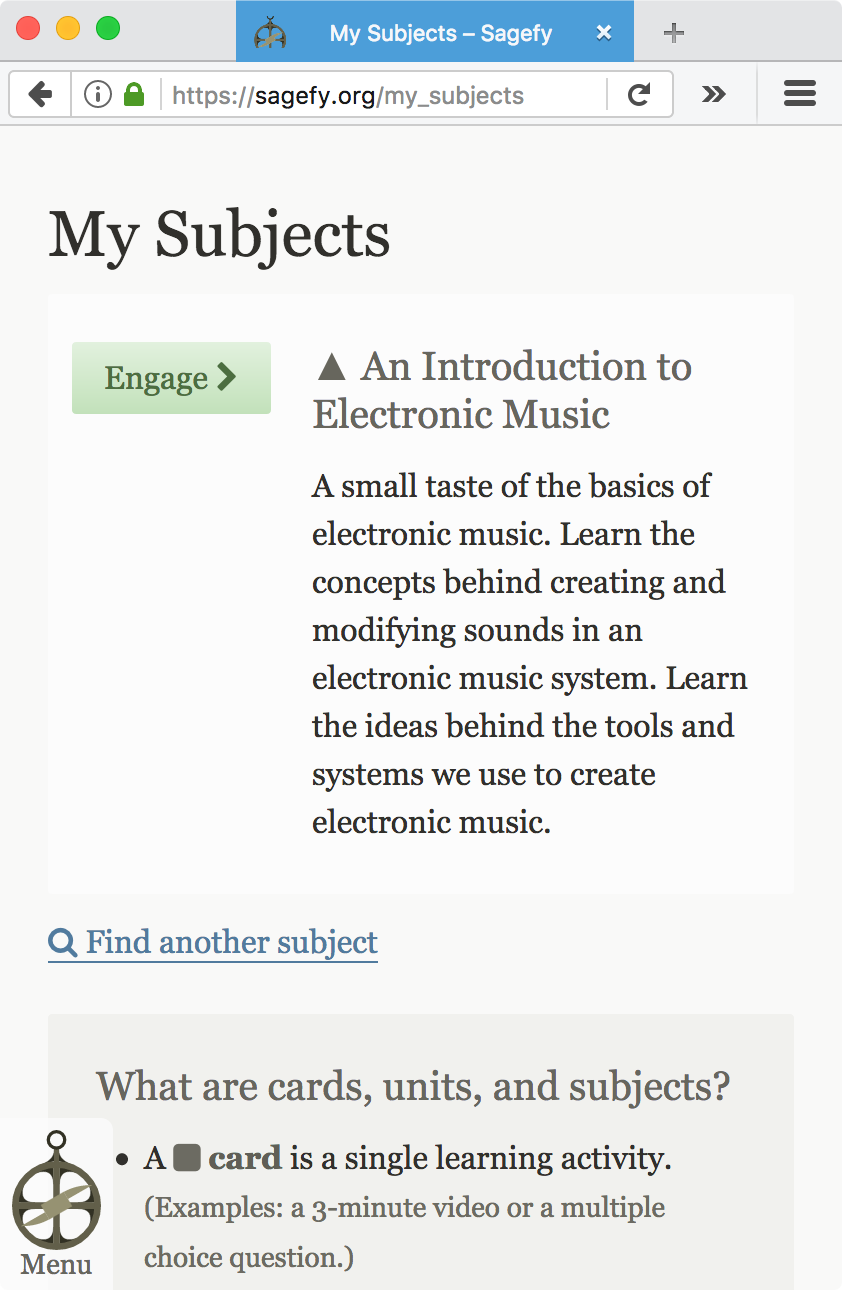 My Subjects – Sagefy
https://sagefy.org/my_subjects
My Subjects
Engage
An Introduction to
Electronic Music
A small taste of the basics of
electronic music. Learn the
concepts behind creating and
modifying sounds in an
electronic music system. Learn
the ideas behind the tools and
systems we use to create
electronic music.
Find another subject
What are cards, units, and subjects?
• A card is a single learning activity.
(Examples: a 3-minute video or a multiple
choice question.)
Menu